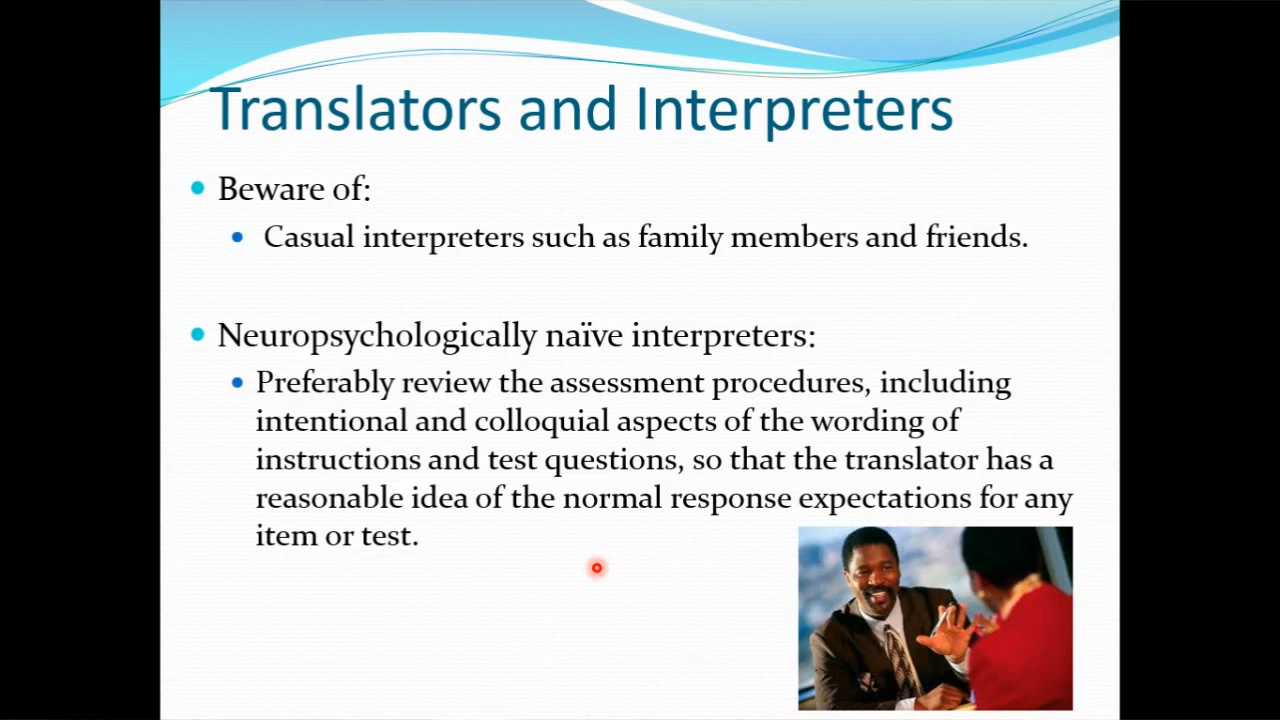 Translators and Interpreters
Beware of:
Casual interpreters such as family members and friends.
Neuropsychologically naïve interpreters:
Preferably review the assessment procedures, including
intentional and colloquial aspects of the wording of
instructions and test questions, so that the translator has a
reasonable idea of the normal response expectations for any
item or test.